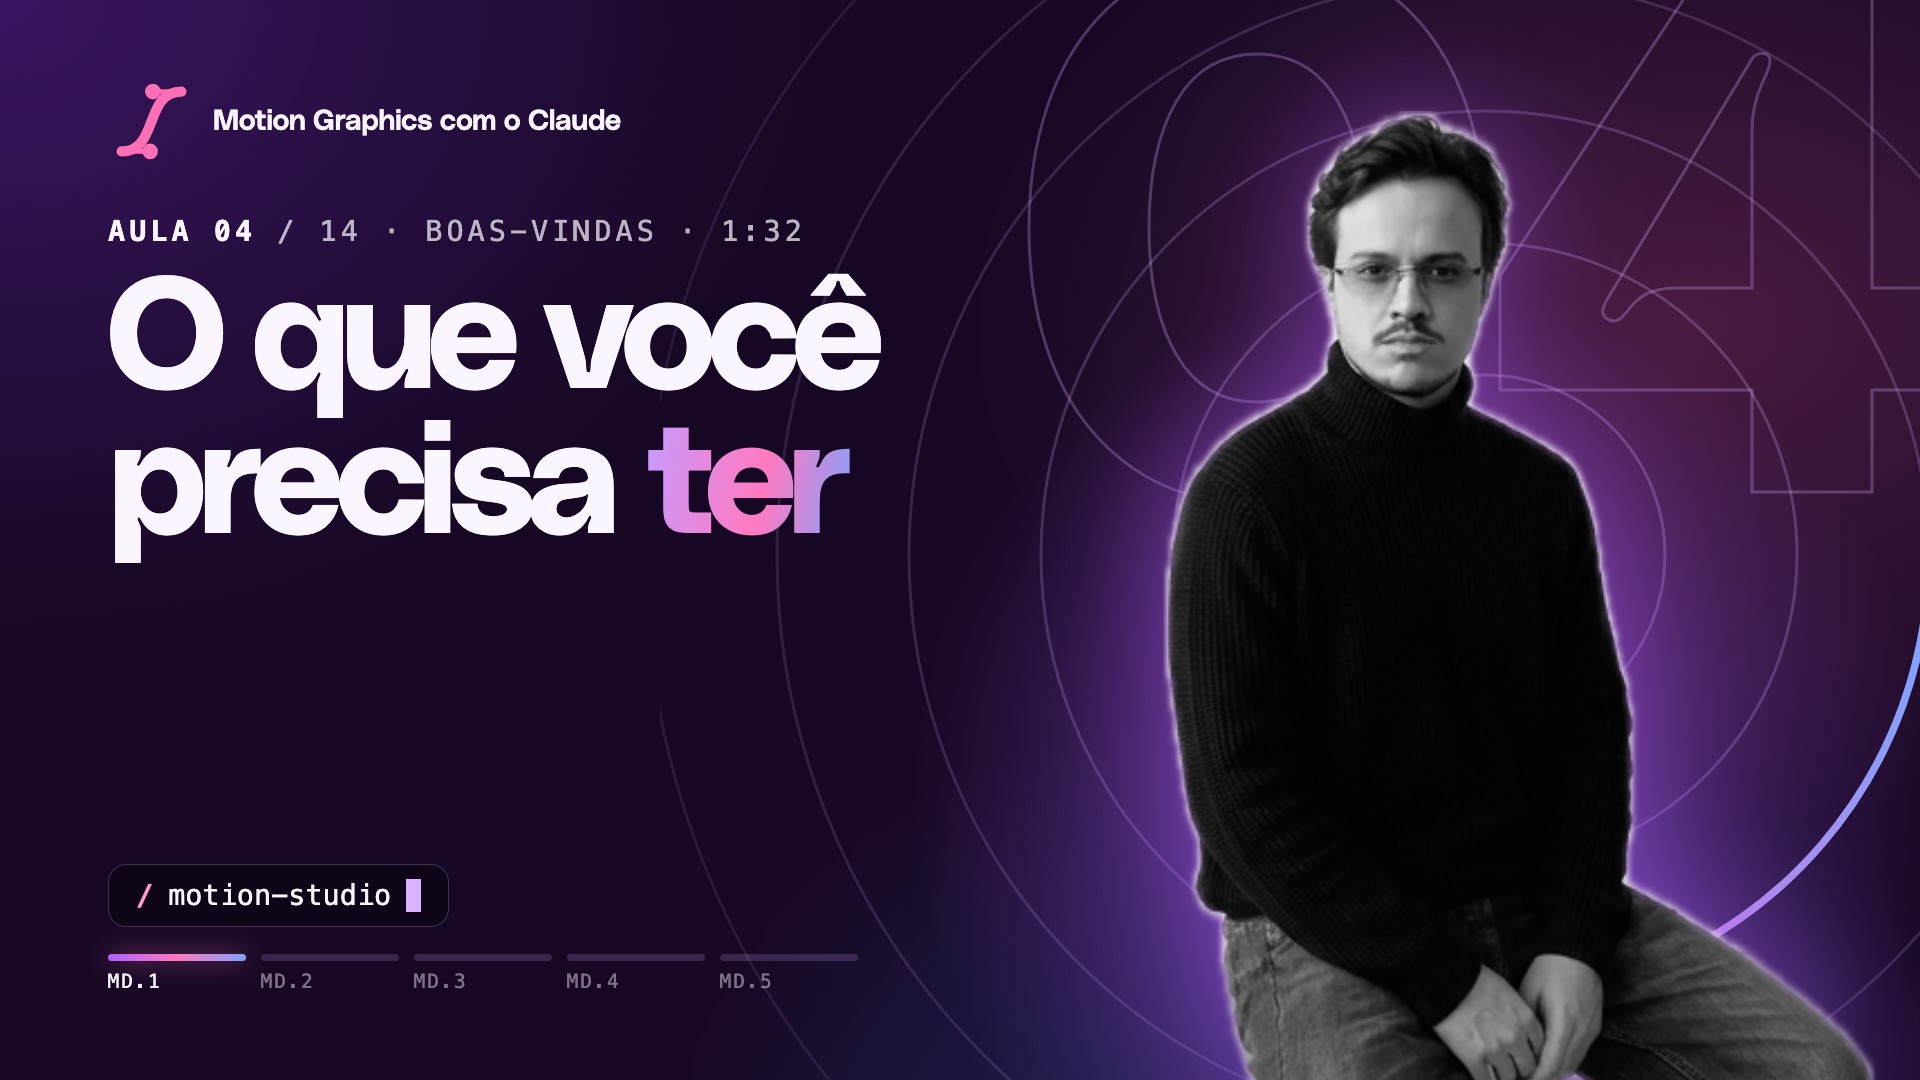 Motion Graphics com o Claude
AULA 04 / 14 · BOAS-VINDAS · 1:32
O que você
precisa ter
04
/ motion-studio
MD.1 MD.2 MD.3 MD.4 MD.5